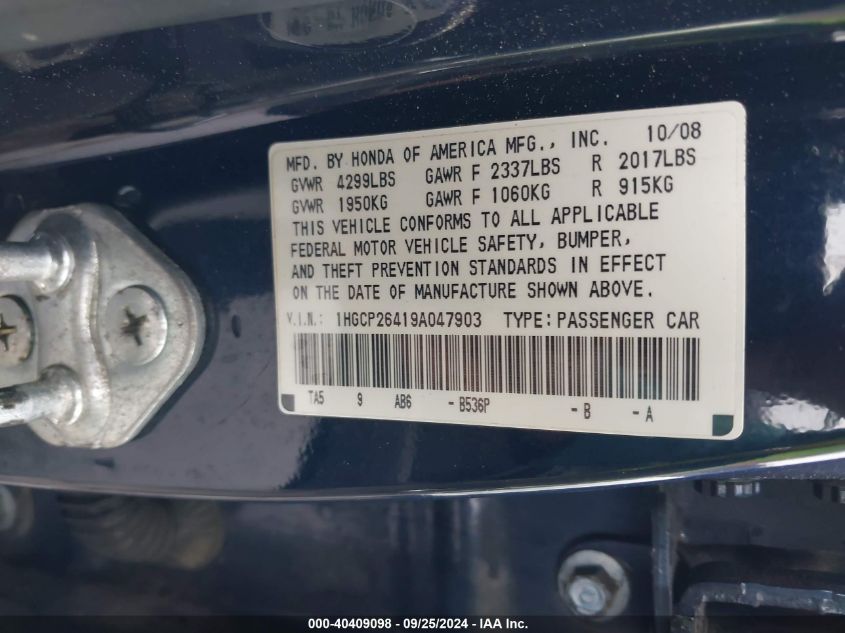 MFD. BY HONDA OF AMERICA MFG., INC. 10/08
GVWR 4299LBS GAWR F 2337LBS R 2017LBS
GVWR 1950KG GAWR F 1060KG R 915KG
THIS VEHICLE CONFORMS TO ALL APPLICABLE
FEDERAL MOTOR VEHICLE SAFETY, BUMPER,
AND THEFT PREVENTION STANDARDS IN EFFECT
ON THE DATE OF MANUFACTURE SHOWN ABOVE.
V.I.N.: 1HGCP26419A047903 TYPE:PASSENGER CAR
TA5 9 AB6 -B536P -B -A
000-40409098 - 09/25/2024 - IAA Inc.